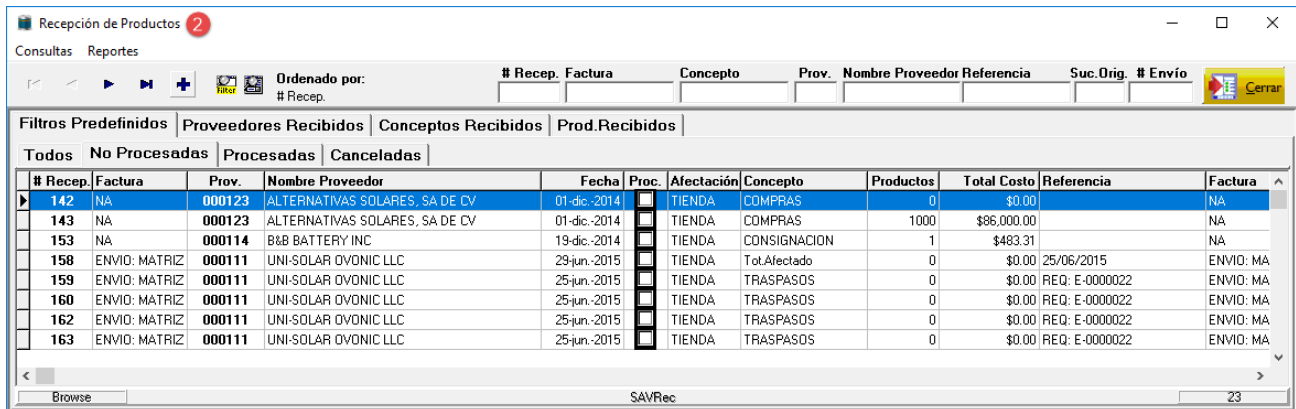 Recepción de Productos 2
Consultas Reportes
Filter Ordenado por: # Recep. Factura Concepto Prov. Nombre Proveedor Referencia Suc.Orig. # Envío Cerrar
# Recep.
Filtros Predefinidos Proveedores Recibidos Conceptos Recibidos Prod.Recibidos
Todos No Procesadas Procesadas Canceladas
# Recep. Factura Prov. Nombre Proveedor Fecha Proc. Afectación Concepto Productos Total Costo Referencia Factura
142 NA 000123 ALTERNATIVAS SOLARES, SA DE CV 01-dic.-2014 TIENDA COMPRAS 0 $0.00 NA
143 NA 000123 ALTERNATIVAS SOLARES, SA DE CV 01-dic.-2014 TIENDA COMPRAS 1000 $86,000.00 NA
153 NA 000114 B&B BATTERY INC 19-dic.-2014 TIENDA CONSIGNACION 1 $483.31 NA
158 ENVIO: MATRIZ 000111 UNI-SOLAR OVONIC LLC 29-jun.-2015 TIENDA Tot.Afectado 0 $0.00 25/06/2015 ENVIO: MA
159 ENVIO: MATRIZ 000111 UNI-SOLAR OVONIC LLC 25-jun.-2015 TIENDA TRASPASOS 0 $0.00 REQ: E-0000022 ENVIO: MA
160 ENVIO: MATRIZ 000111 UNI-SOLAR OVONIC LLC 25-jun.-2015 TIENDA TRASPASOS 0 $0.00 REQ: E-0000022 ENVIO: MA
162 ENVIO: MATRIZ 000111 UNI-SOLAR OVONIC LLC 25-jun.-2015 TIENDA TRASPASOS 0 $0.00 REQ: E-0000022 ENVIO: MA
163 ENVIO: MATRIZ 000111 UNI-SOLAR OVONIC LLC 25-jun.-2015 TIENDA TRASPASOS 0 $0.00 REQ: E-0000022 ENVIO: MA
Browse SAVRec 23